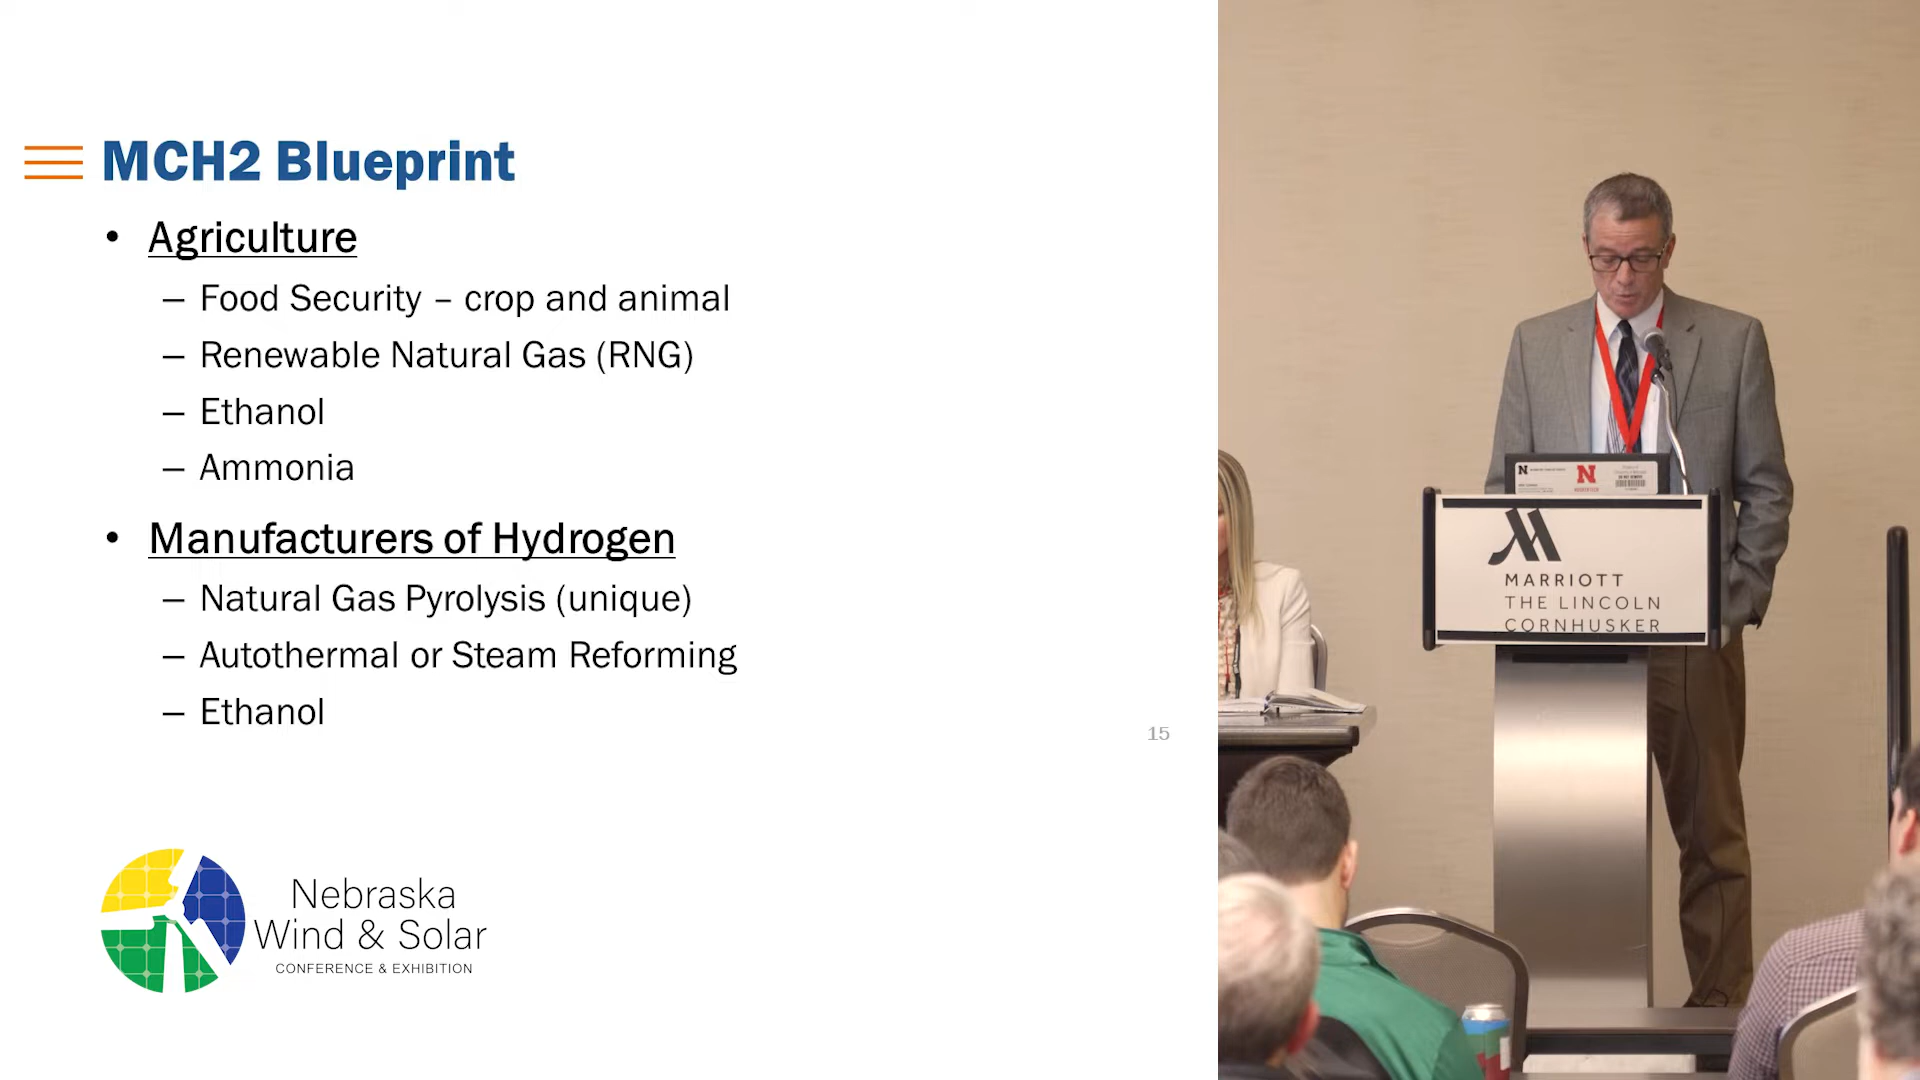 MCH2 Blueprint
• Agriculture
– Food Security – crop and animal
– Renewable Natural Gas (RNG)
– Ethanol
– Ammonia
• Manufacturers of Hydrogen
– Natural Gas Pyrolysis (unique)
– Autothermal or Steam Reforming
– Ethanol
15
Nebraska
Wind & Solar
CONFERENCE & EXHIBITION
N
N
MARRIOTT
THE LINCOLN
CORNHUSKER